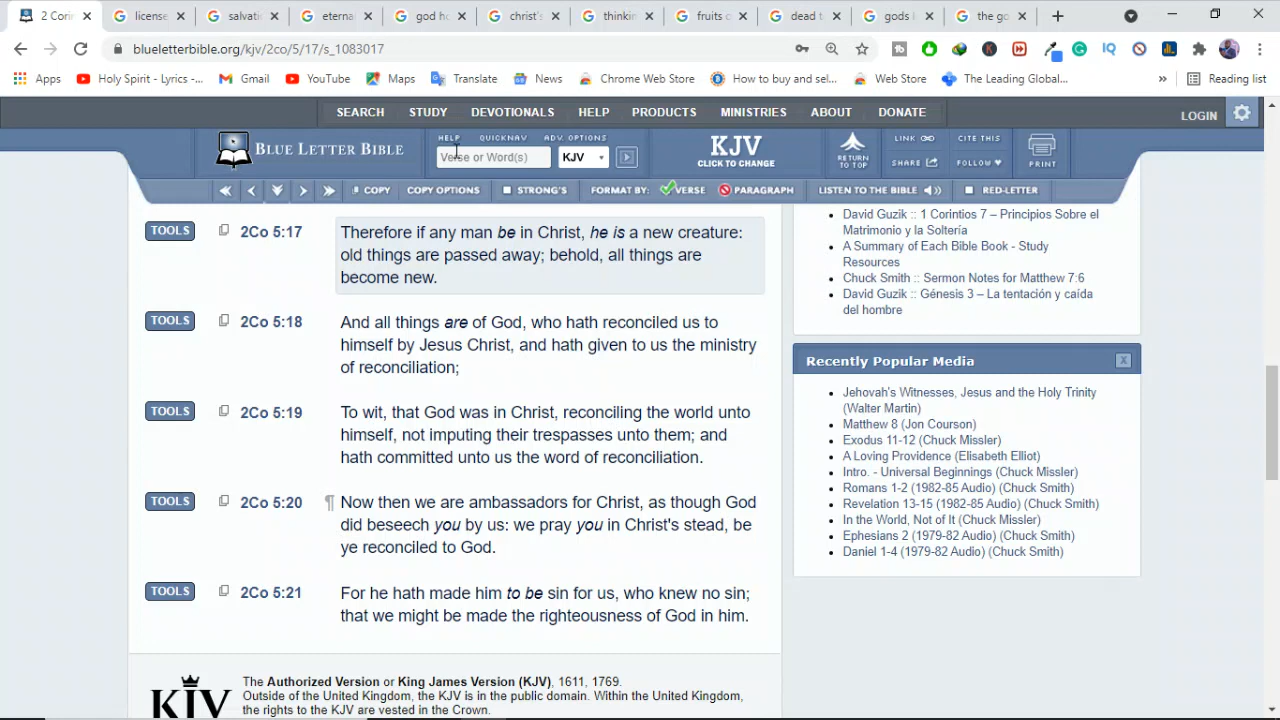 2 Corin
license
salvatio
eternal
god ho
christ's
thinkin
fruits o
dead t
gods l
the go
blueletterbible.org/kjv/2co/5/17/s_1083017
Apps
Holy Spirit - Lyrics -...
Gmail
YouTube
Maps
Translate
News
Chrome Web Store
How to buy and sel...
Web Store
The Leading Global...
»
Reading list
SEARCH STUDY DEVOTIONALS HELP PRODUCTS MINISTRIES ABOUT DONATE
LOGIN
BLUE LETTER BIBLE
HELP QUICKNAV ADV. OPTIONS
Verse or Word(s)
KJV
KJV
CLICK TO CHANGE
RETURN
TO TOP
LINK
CITE THIS
SHARE
FOLLOW
PRINT
COPY COPY OPTIONS STRONG'S FORMAT BY: VERSE PARAGRAPH LISTEN TO THE BIBLE RED-LETTER
TOOLS 2Co 5:17 Therefore if any man be in Christ, he is a new creature:
old things are passed away; behold, all things are
become new.
TOOLS 2Co 5:18 And all things are of God, who hath reconciled us to
himself by Jesus Christ, and hath given to us the ministry
of reconciliation;
TOOLS 2Co 5:19 To wit, that God was in Christ, reconciling the world unto
himself, not imputing their trespasses unto them; and
hath committed unto us the word of reconciliation.
TOOLS 2Co 5:20 ¶ Now then we are ambassadors for Christ, as though God
did beseech you by us: we pray you in Christ's stead, be
ye reconciled to God.
TOOLS 2Co 5:21 For he hath made him to be sin for us, who knew no sin;
that we might be made the righteousness of God in him.
KJV
The Authorized Version or King James Version (KJV), 1611, 1769.
Outside of the United Kingdom, the KJV is in the public domain. Within the United Kingdom,
the rights to the KJV are vested in the Crown.
David Guzik :: 1 Corintios 7 – Principios Sobre el
Matrimonio y la Soltería
A Summary of Each Bible Book - Study
Resources
Chuck Smith :: Sermon Notes for Matthew 7:6
David Guzik :: Génesis 3 – La tentación y caída
del hombre
Recently Popular Media
Jehovah's Witnesses, Jesus and the Holy Trinity
(Walter Martin)
Matthew 8 (Jon Courson)
Exodus 11-12 (Chuck Missler)
A Loving Providence (Elisabeth Elliot)
Intro. - Universal Beginnings (Chuck Missler)
Romans 1-2 (1982-85 Audio) (Chuck Smith)
Revelation 13-15 (1982-85 Audio) (Chuck Smith)
In the World, Not of It (Chuck Missler)
Ephesians 2 (1979-82 Audio) (Chuck Smith)
Daniel 1-4 (1979-82 Audio) (Chuck Smith)